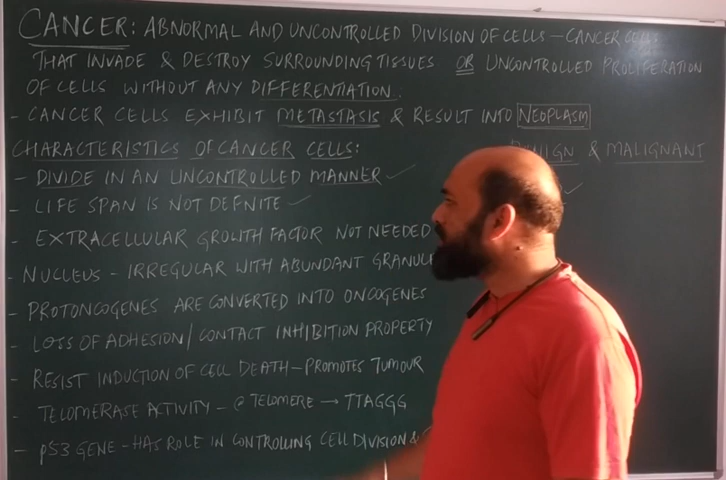 CANCER: ABNORMAL AND UNCONTROLLED DIVISION OF CELLS - CANCER CELLS
THAT INVADE & DESTROY SURROUNDING TISSUES OR UNCONTROLLED PROLIFERATION
OF CELLS WITHOUT ANY DIFFERENTIATION.
- CANCER CELLS EXHIBIT METASTASIS & RESULT INTO NEOPLASM
CHARACTERISTICS OF CANCER CELLS:
& MALIGNANT
- DIVIDE IN AN UNCONTROLLED MANNER ✓
- LIFE SPAN IS NOT DEFNITE ✓
- EXTRACELLULAR GROWTH FACTOR NOT NEEDED
- NUCLEUS - IRREGULAR WITH ABUNDANT GRANUL
- PROTONCOGENES ARE CONVERTED INTO ONCOGENES
- LOSS OF ADHESION/CONTACT INHIBITION PROPERTY
- RESIST INDUCTION OF CELL DEATH - PROMOTES TUMOUR
- TELOMERASE ACTIVITY - @ TELOMERE → TTAGGG
- p53 GENE - HAS ROLE IN CONTROLLING CELL DIVISION &